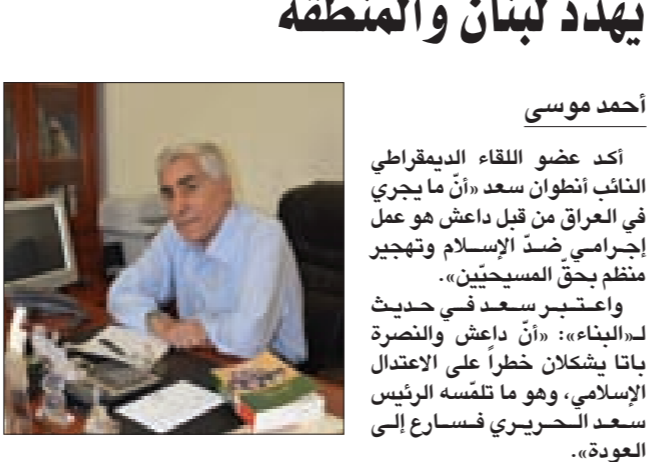 يهدد لبنان والمنطقة
أحمد موسى
أكد عضو اللقاء الديمقراطي
النائب أنطوان سعد «أنّ ما يجري
في العراق من قبل داعش هو عمل
إجرامي ضدّ الإسلام وتهجير
منظم بحقّ المسيحيّين».
واعتبر سعد في حديث
لـ«البناء»: «أنّ داعش والنصرة
باتا يشكلان خطراً على الاعتدال
الإسلامي، وهو ما تلمّسه الرئيس
سعد الحريري فسارع إلى
العودة».